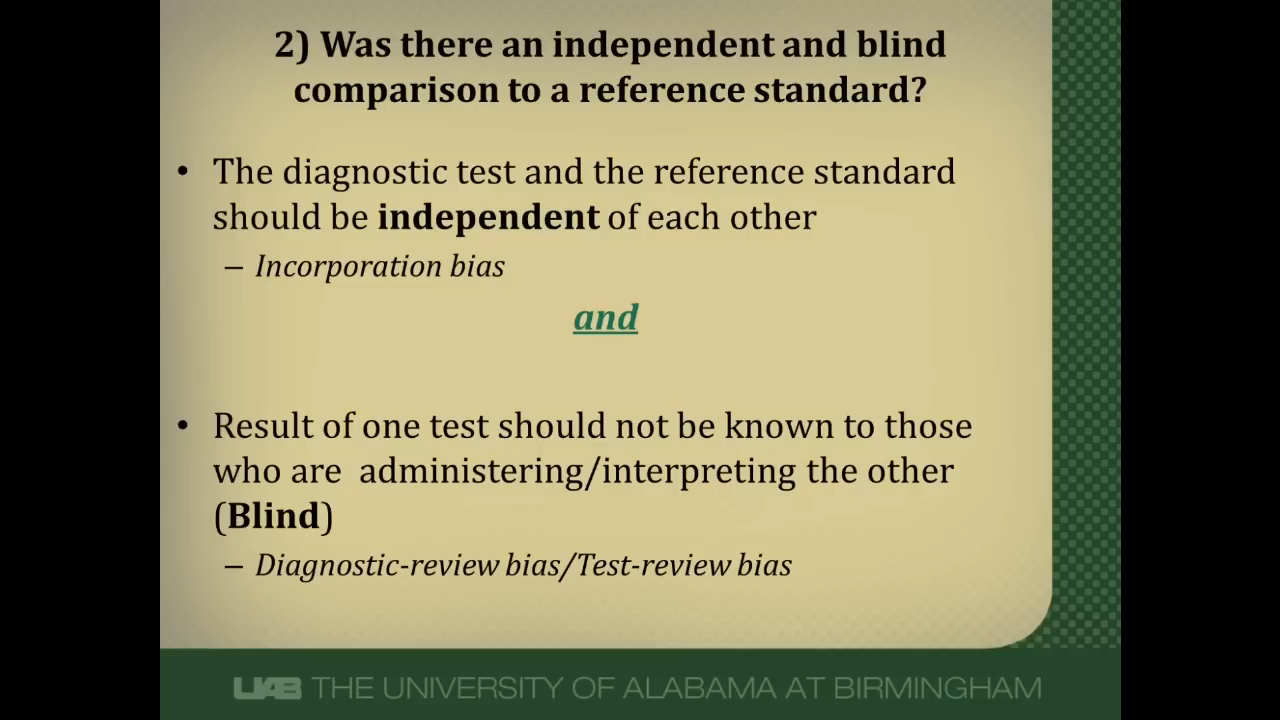 2) Was there an independent and blind
comparison to a reference standard?
• The diagnostic test and the reference standard
should be independent of each other
– Incorporation bias
and
• Result of one test should not be known to those
who are administering/interpreting the other
(Blind)
– Diagnostic-review bias/Test-review bias
UAB THE UNIVERSITY OF ALABAMA AT BIRMINGHAM